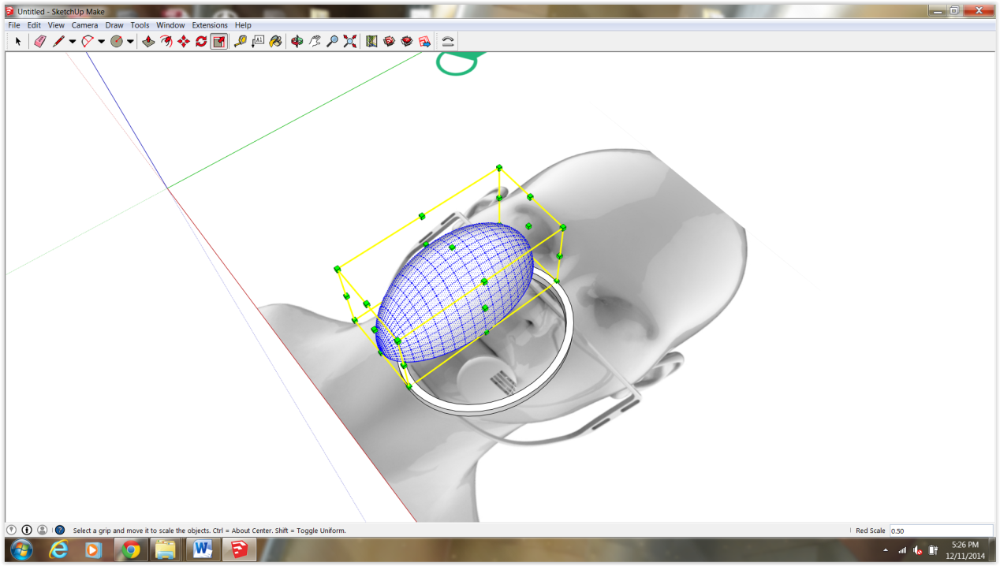 Untitled - SketchUp Make
File Edit View Camera Draw Tools Window Extensions Help
A1
Select a grip and move it to scale the objects. Ctrl = About Center. Shift = Toggle Uniform.
Red Scale 0.50
5:26 PM
12/11/2014